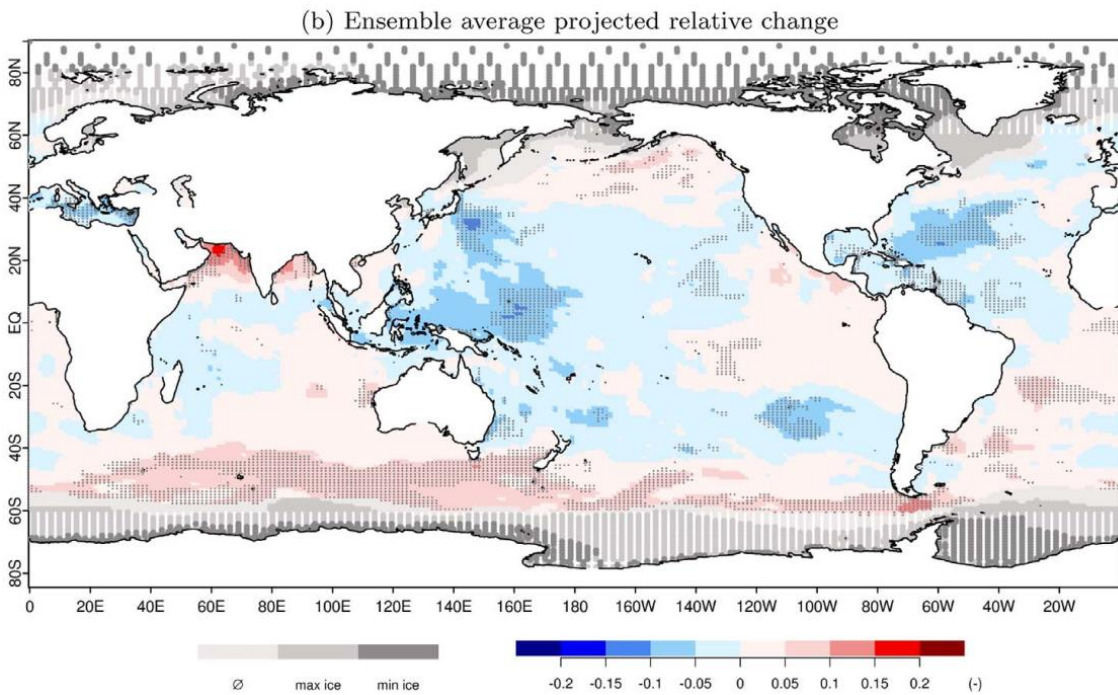 (b) Ensemble average projected relative change
80N
60N
40N
20N
EQ
20S
40S
60S
80S
0 20E 40E 60E 80E 100E 120E 140E 160E 180 160W 140W 120W 100W 80W 60W 40W 20W
∅ max ice min ice
-0.2 -0.15 -0.1 -0.05 0 0.05 0.1 0.15 0.2 (-)